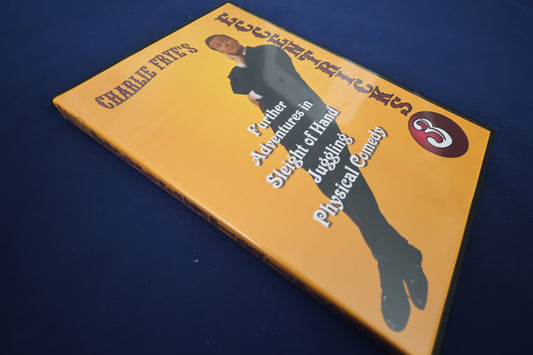 CHARLIE FRYE'S
ECCENTRICKS
3
Further
Adventures in
Sleight of Hand
Juggling
Physical Comedy